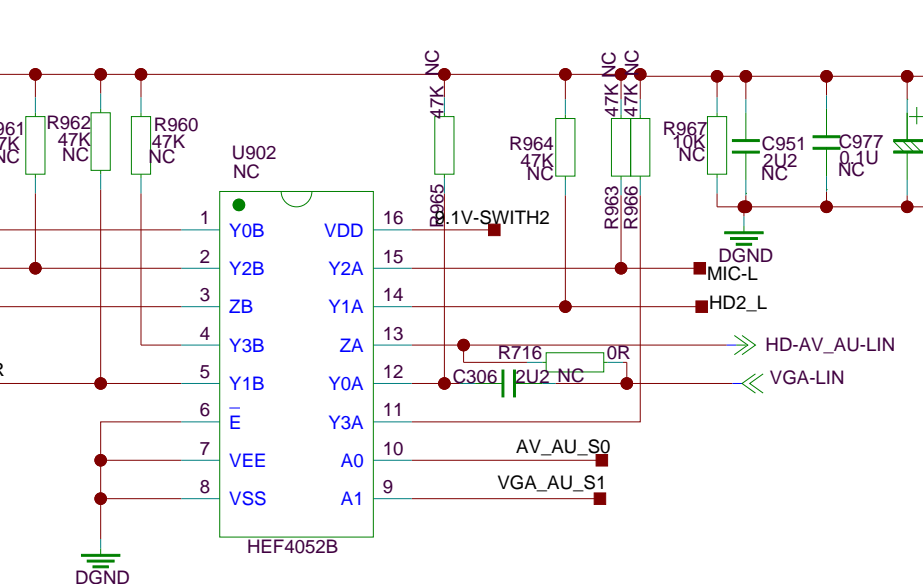 NC
47K
R965
NC
47K
R963
NC
47K
R966
961
7K
NC
R962
47K
NC
R960
47K
NC
R964
47K
NC
R967
10K
NC
C951
2U2
NC
C977
0.1U
NC
+
DGND
U902
NC
1 Y0B
2 Y2B
3 ZB
4 Y3B
5 Y1B
6 E
7 VEE
8 VSS
VDD 16
Y2A 15
Y1A 14
ZA 13
Y0A 12
Y3A 11
A0 10
A1 9
HEF4052B
9.1V-SWITH2
MIC-L
HD2_L
HD-AV_AU-LIN
R716 0R
NC
C306 2U2
VGA-LIN
AV_AU_S0
VGA_AU_S1
R
DGND